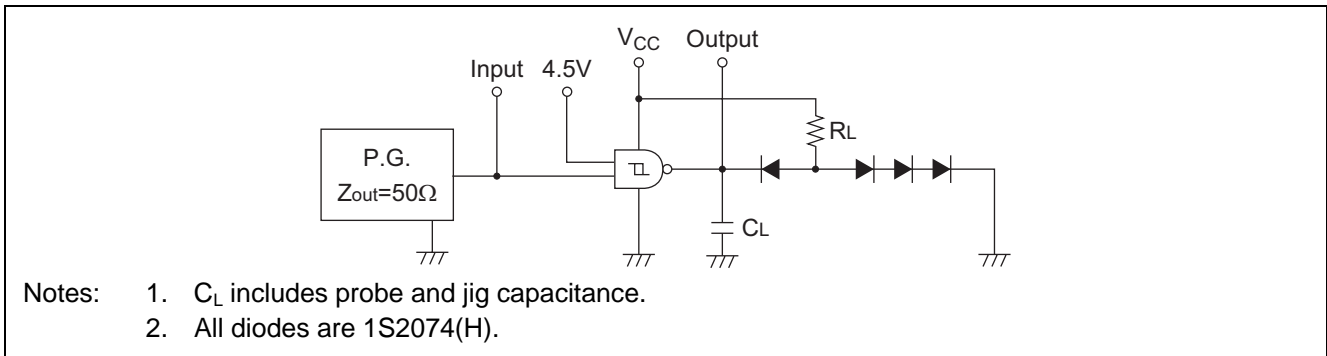 VCC Output
Input 4.5V
RL
P.G.
Zout=50Ω
CL
Notes: 1. CL includes probe and jig capacitance.
2. All diodes are 1S2074(H).